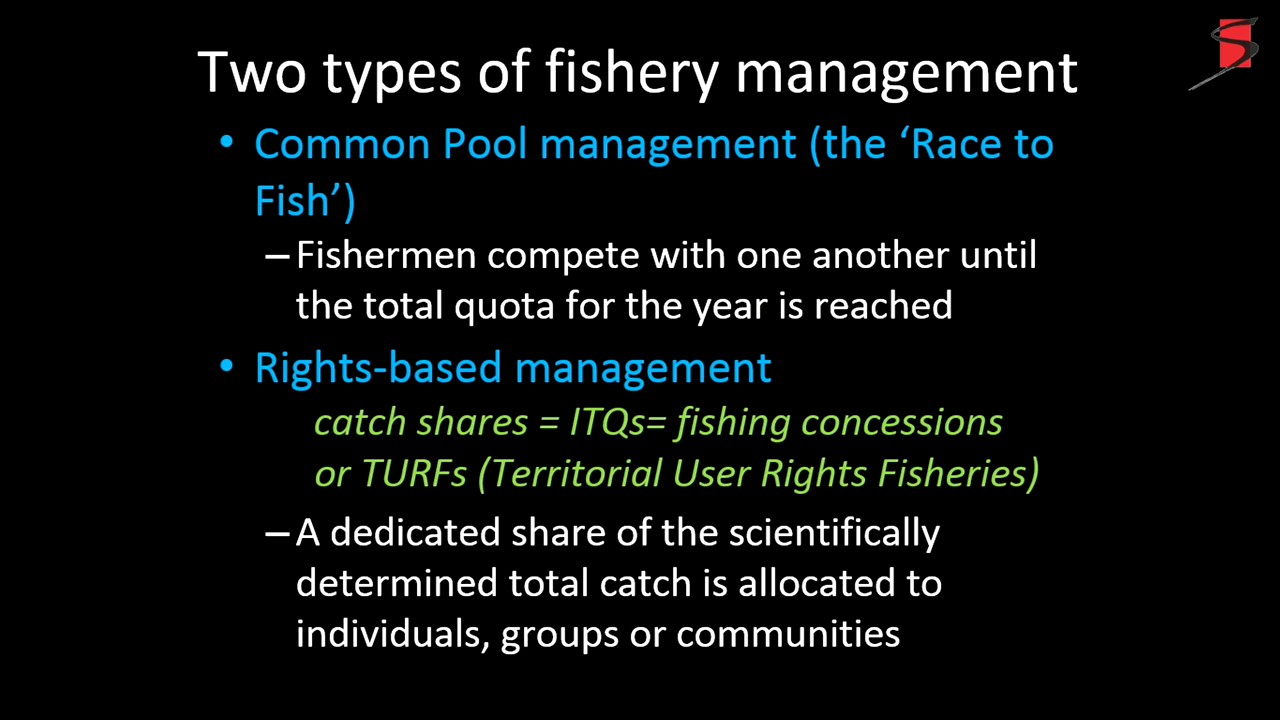 Two types of fishery management
• Common Pool management (the ‘Race to
Fish’)
– Fishermen compete with one another until
the total quota for the year is reached
• Rights-based management
catch shares = ITQs= fishing concessions
or TURFs (Territorial User Rights Fisheries)
– A dedicated share of the scientifically
determined total catch is allocated to
individuals, groups or communities